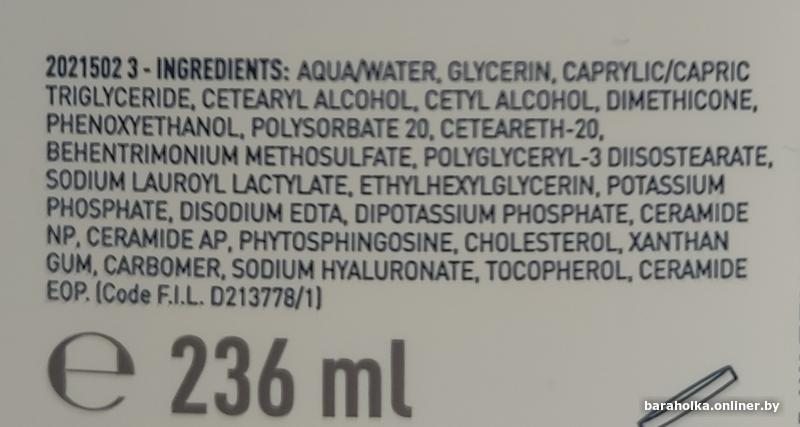 2021502 3 - INGREDIENTS: AQUA/WATER, GLYCERIN, CAPRYLIC/CAPRIC
TRIGLYCERIDE, CETEARYL ALCOHOL, CETYL ALCOHOL, DIMETHICONE,
PHENOXYETHANOL, POLYSORBATE 20, CETEARETH-20,
BEHENTRIMONIUM METHOSULFATE, POLYGLYCERYL-3 DIISOSTEARATE,
SODIUM LAUROYL LACTYLATE, ETHYLHEXYLGLYCERIN, POTASSIUM
PHOSPHATE, DISODIUM EDTA, DIPOTASSIUM PHOSPHATE, CERAMIDE
NP, CERAMIDE AP, PHYTOSPHINGOSINE, CHOLESTEROL, XANTHAN
GUM, CARBOMER, SODIUM HYALURONATE, TOCOPHEROL, CERAMIDE
EOP. (Code F.I.L. D213778/1)
℮ 236 ml
baraholka.onliner.by